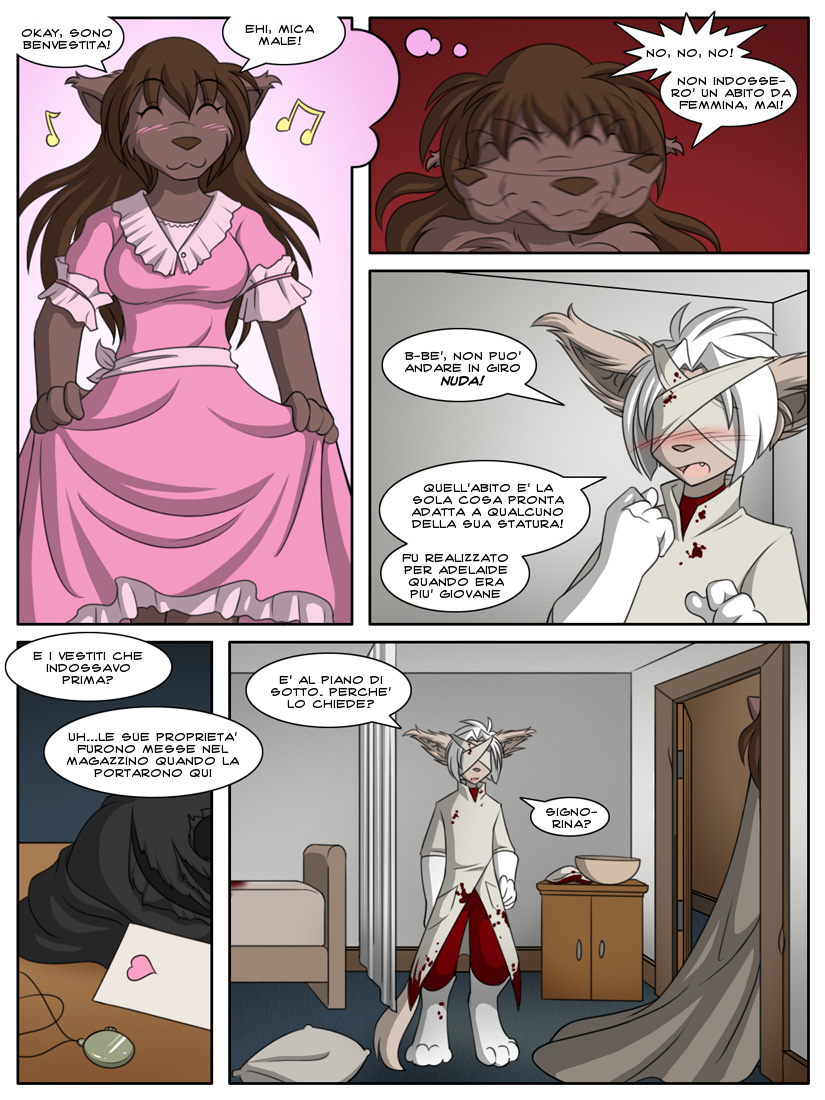 OKAY, SONO
BENVESTITA!
EHI, MICA
MALE!
NO, NO, NO!
NON INDOSSE-
RO' UN ABITO DA
FEMMINA, MAI!
B-BE', NON PUO'
ANDARE IN GIRO
NUDA!
QUELL'ABITO E' LA
SOLA COSA PRONTA
ADATTA A QUALCUNO
DELLA SUA STATURA!
FU REALIZZATO
PER ADELAIDE
QUANDO ERA
PIU' GIOVANE
E I VESTITI CHE
INDOSSAVO
PRIMA?
UH...LE SUE PROPRIETA'
FURONO MESSE NEL
MAGAZZINO QUANDO LA
PORTARONO QUI
E' AL PIANO DI
SOTTO. PERCHE'
LO CHIEDE?
SIGNO-
RINA?